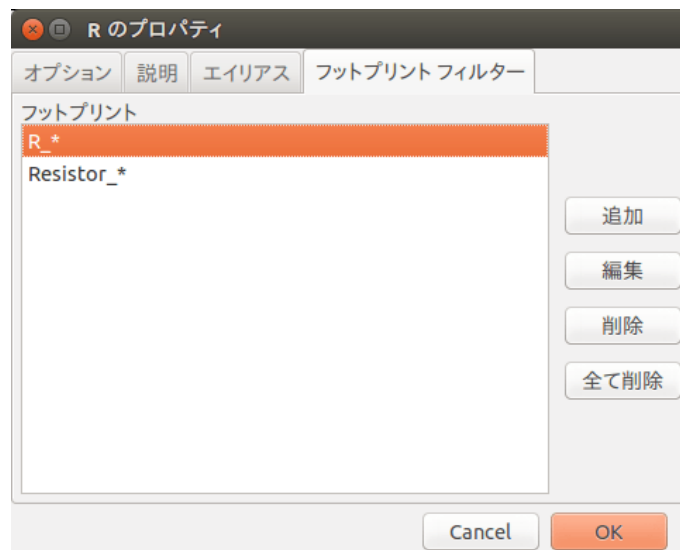 R のプロパティ
オプション 説明 エイリアス フットプリント フィルター
フットプリント
R_*
Resistor_*
追加
編集
削除
全て削除
Cancel OK